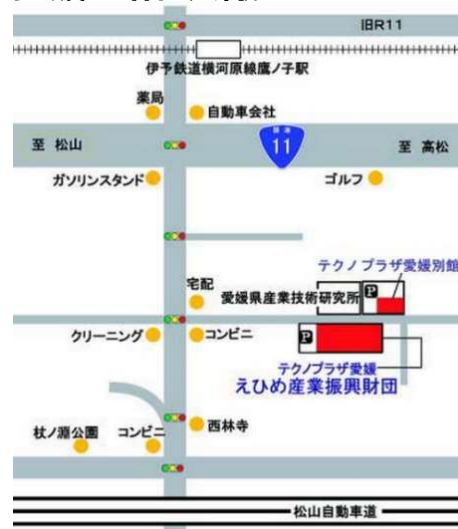 旧R11
伊予鉄道横河原線鷹ノ子駅
薬局
自動車会社
至 松山
国道
11
至 高松
ガソリンスタンド
ゴルフ
テクノプラザ愛媛別館
宅配
愛媛県産業技術研究所
P
クリーニング
コンビニ
P
テクノプラザ愛媛
えひめ産業振興財団
杖ノ淵公園
コンビニ
西林寺
松山自動車道